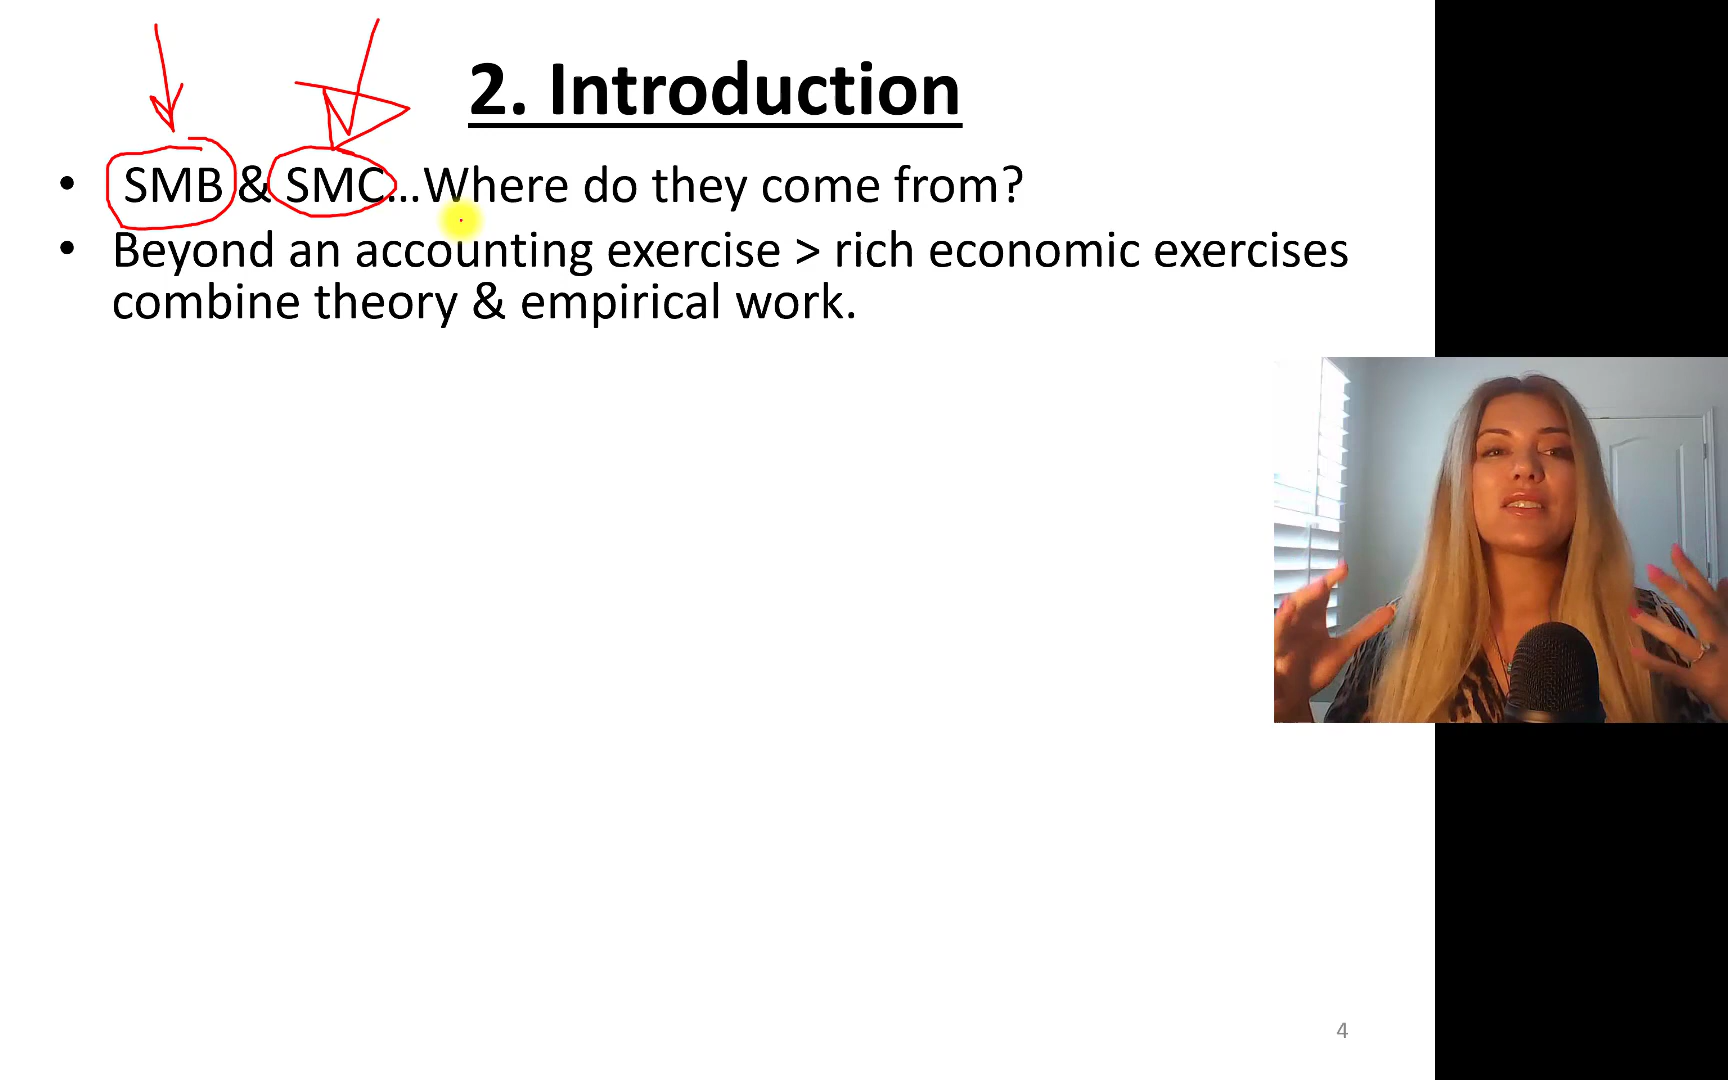 2. Introduction
• SMB & SMC...Where do they come from?
• Beyond an accounting exercise > rich economic exercises
combine theory & empirical work.
4